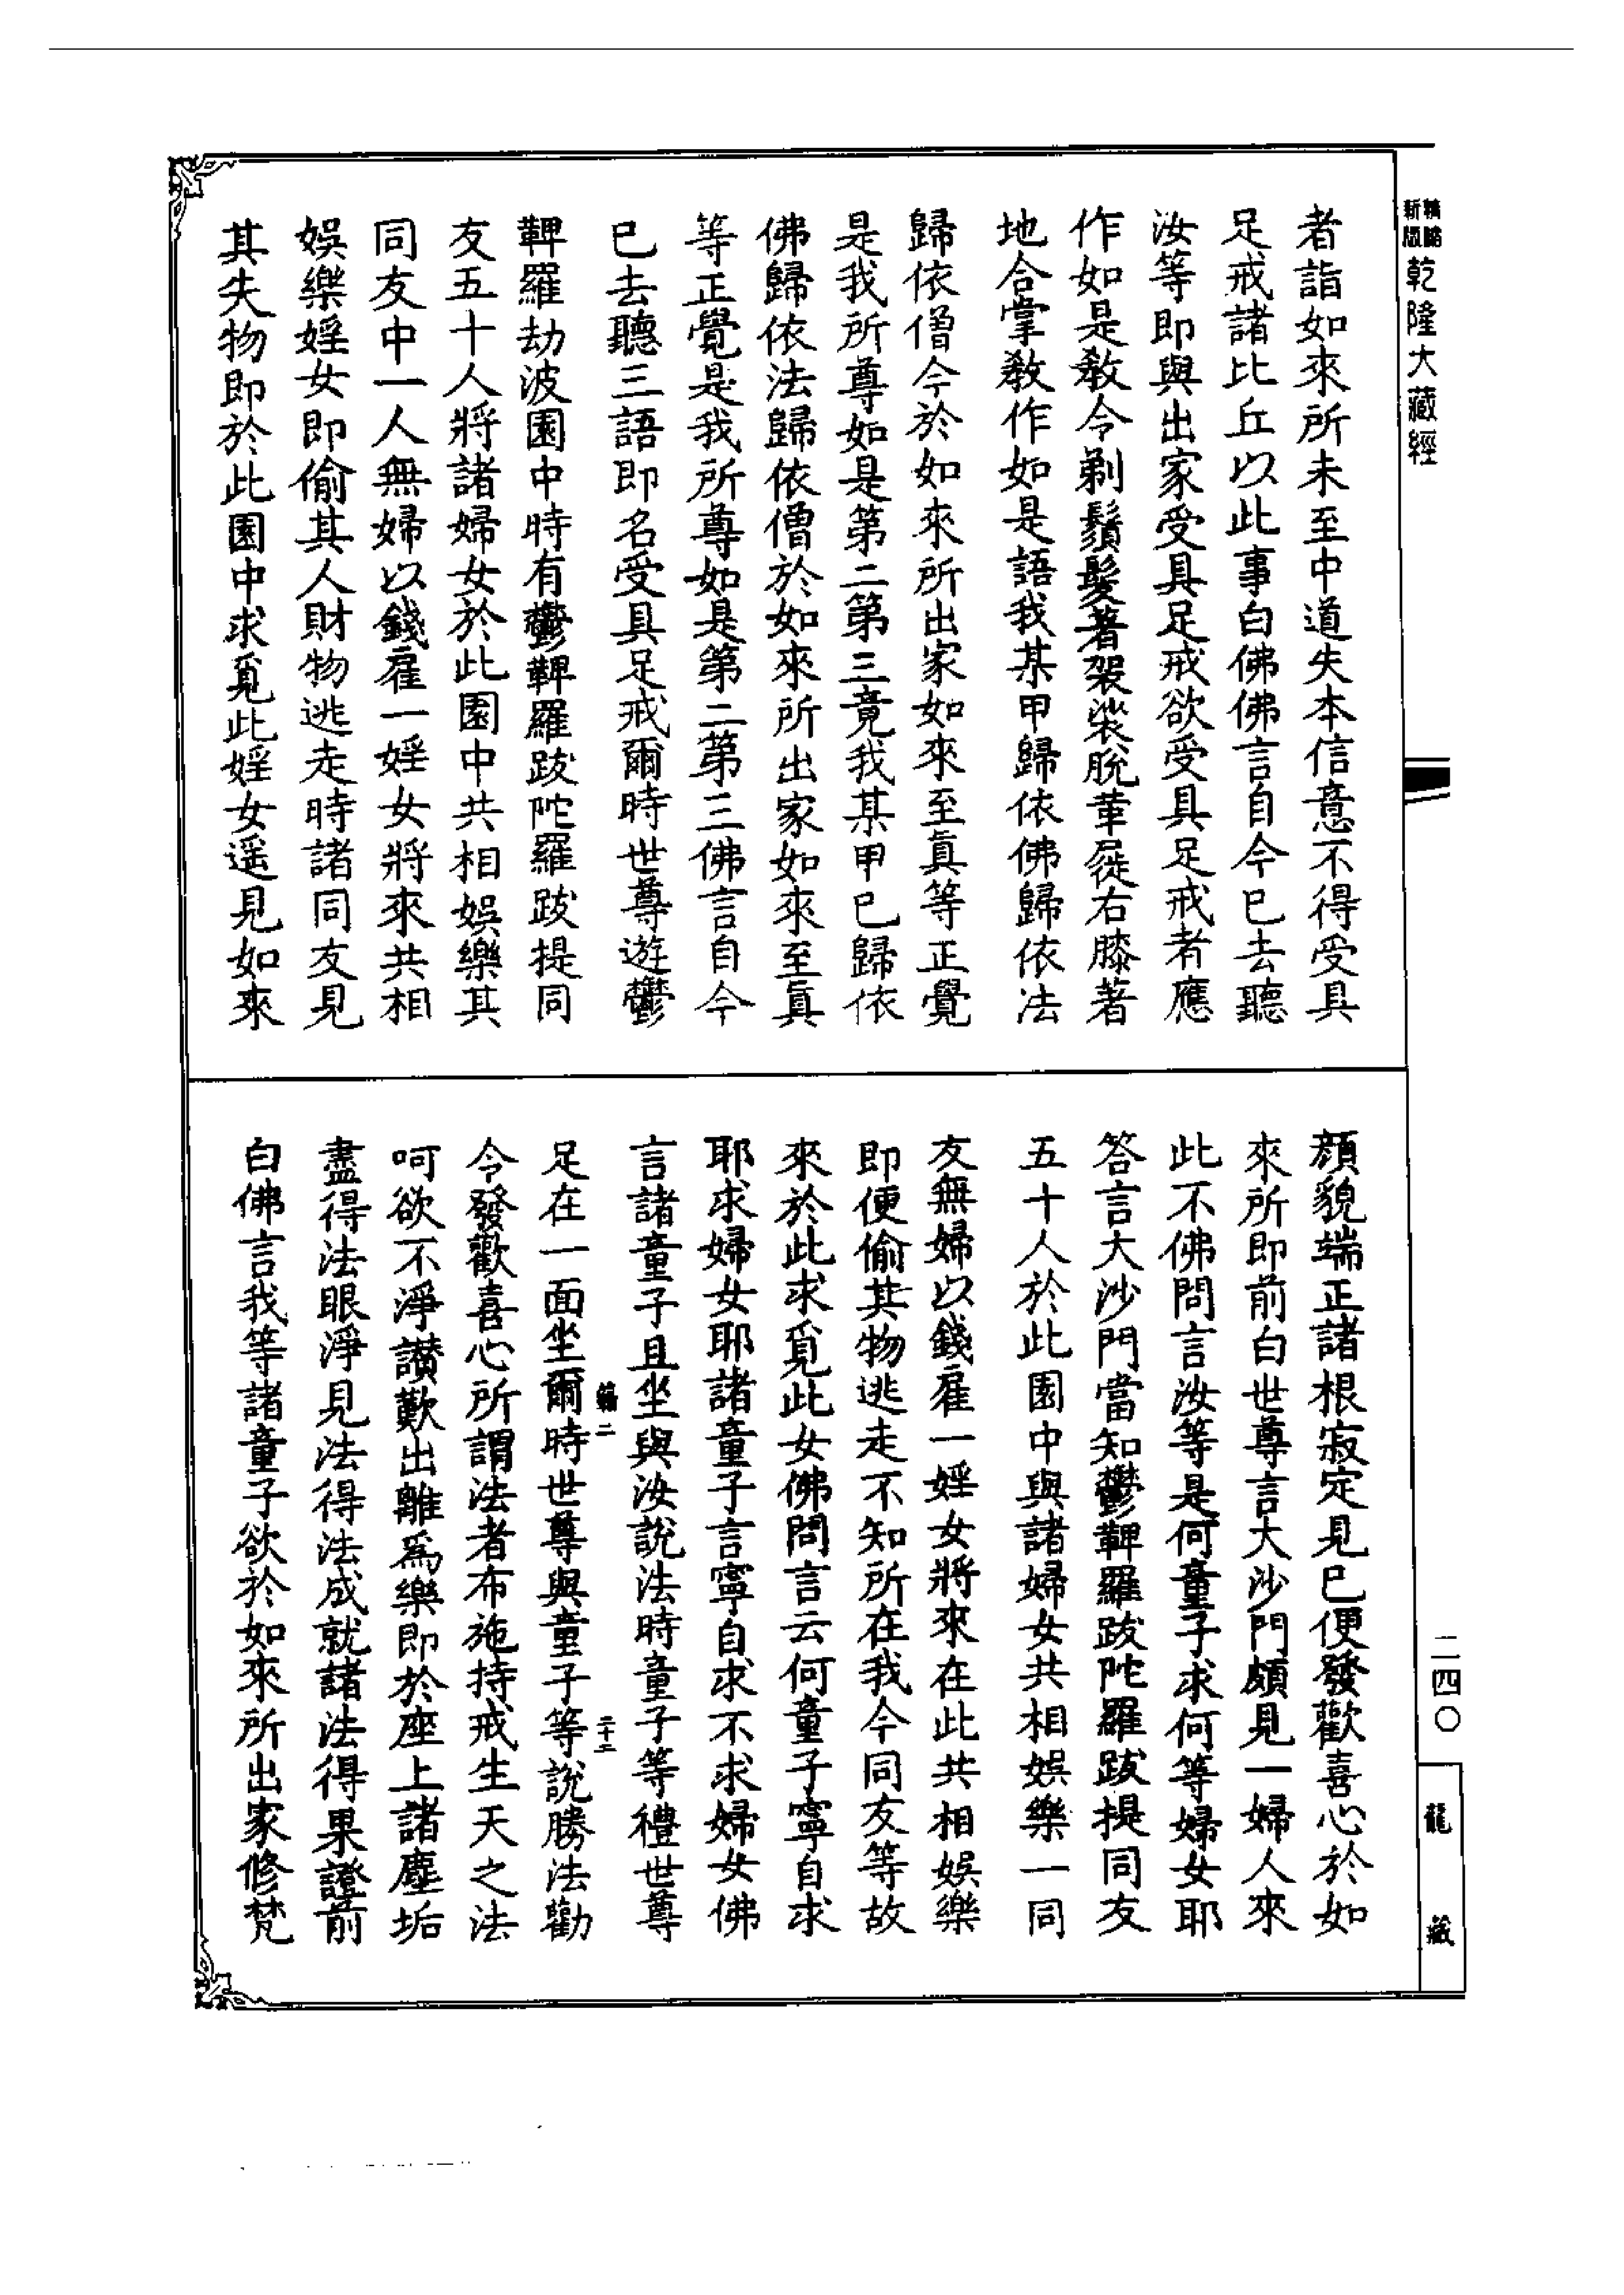 新版精縮乾隆大藏經
者詣如來所未至中道失本信意不得受具
足戒諸比丘以此事白佛佛言自今已去聽
汝等即與出家受具足戒欲受具足戒者應
作如是教令剃鬚髮著袈裟脫革屣右膝著
地合掌教作如是語我某甲歸依佛歸依法
歸依僧今於如來所出家如來至真等正覺
是我所尊如是第二第三竟我某甲已歸依
佛歸依法歸依僧於如來所出家如來至真
等正覺是我所尊如是第二第三佛言自今
已去聽三語即名受具足戒爾時世尊遊鬱
鞞羅劫波園中時有鬱鞞羅跋陀羅跋提同
友五十人將諸婦女於此園中共相娛樂其
同友中一人無婦以錢雇一婬女將來共相
娛樂婬女即偷其人財物逃走時諸同友見
其失物即於此園中求覓此婬女遥見如來
顏貌端正諸根寂定見已便發歡喜心於如
來所即前白世尊言大沙門頗見一婦人來
此不佛問言汝等是何童子求何等婦女耶
答言大沙門當知鬱鞞羅跋陀羅跋提同友
五十人於此園中與諸婦女共相娛樂一同
友無婦以錢雇一婬女將來在此共相娛樂
即便偷其物逃走不知所在我今同友等故
來於此求覓此女佛問言云何童子寧自求
耶求婦女耶諸童子言寧自求不求婦女佛
言諸童子且坐與汝說法時童子等禮世尊
足在一面坐爾時世尊與童子等說勝法勸
令發歡喜心所謂法者布施持戒生天之法
呵欲不淨讚歎出離為樂即於座上諸塵垢
盡得法眼淨見法得法成就諸法得果證前
白佛言我等諸童子欲於如來所出家修梵
二四〇
龍藏